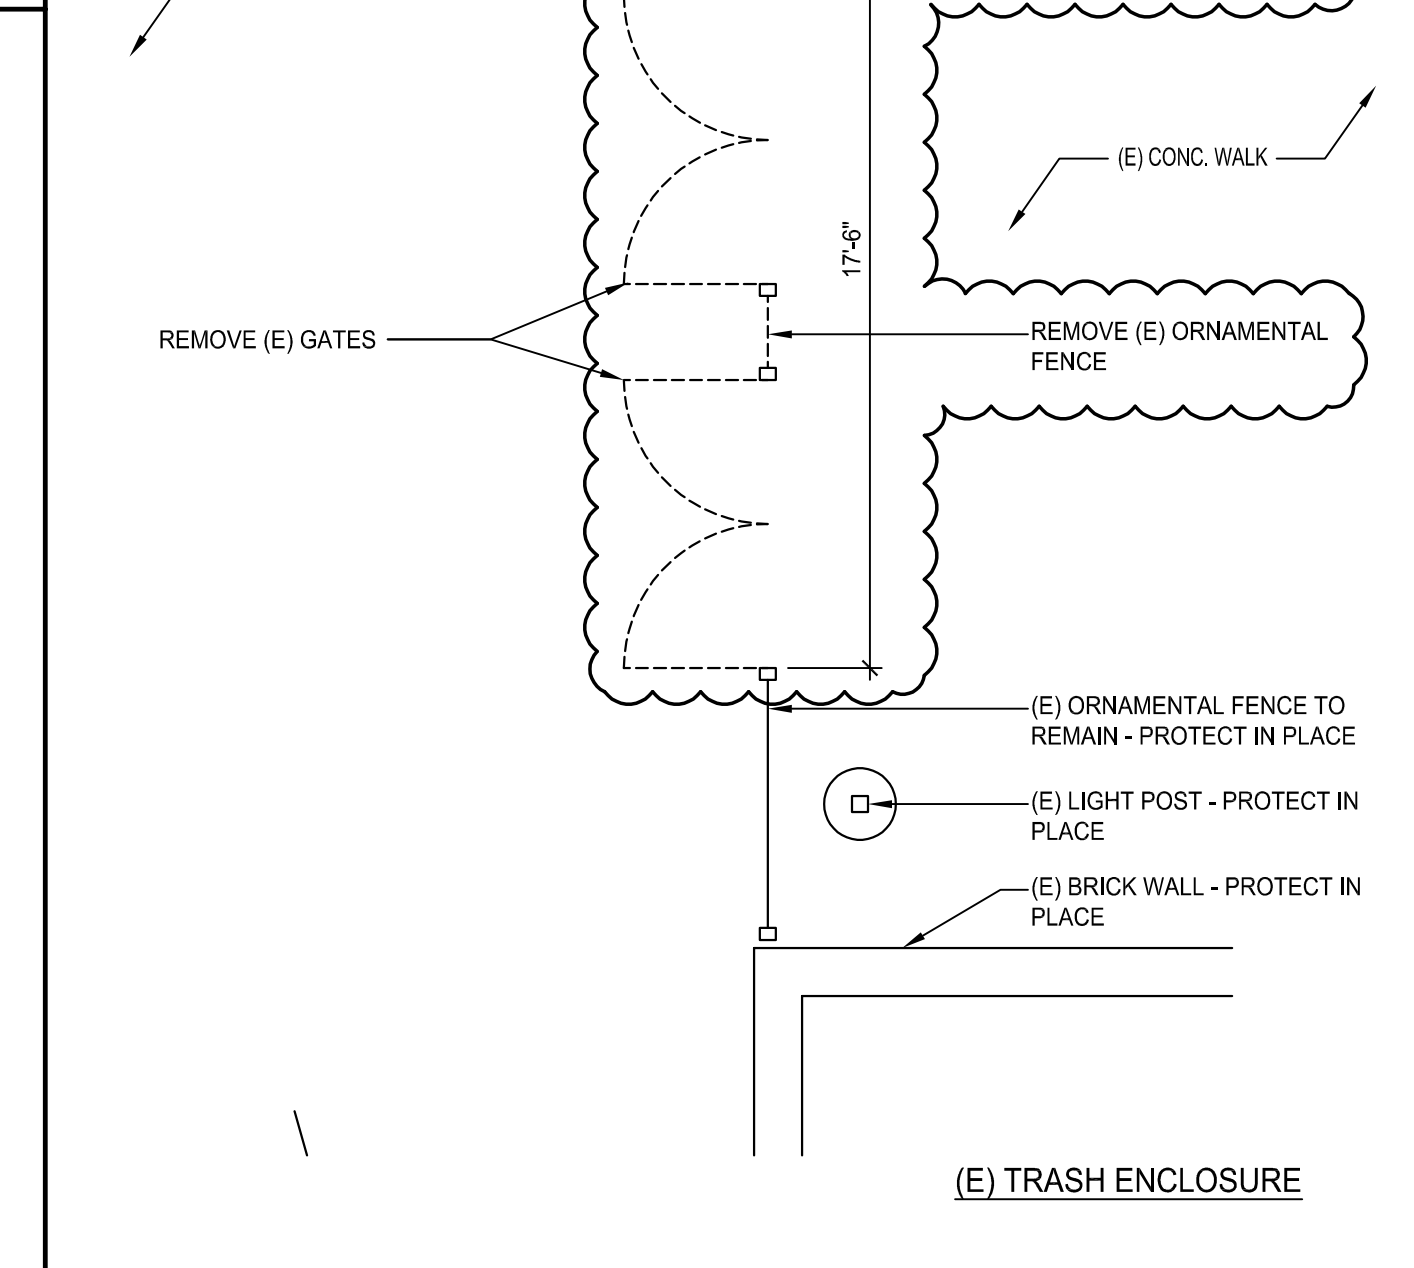 (E) CONC. WALK
17'-6"
REMOVE (E) GATES
REMOVE (E) ORNAMENTAL
FENCE
(E) ORNAMENTAL FENCE TO
REMAIN - PROTECT IN PLACE
(E) LIGHT POST - PROTECT IN
PLACE
(E) BRICK WALL - PROTECT IN
PLACE
(E) TRASH ENCLOSURE